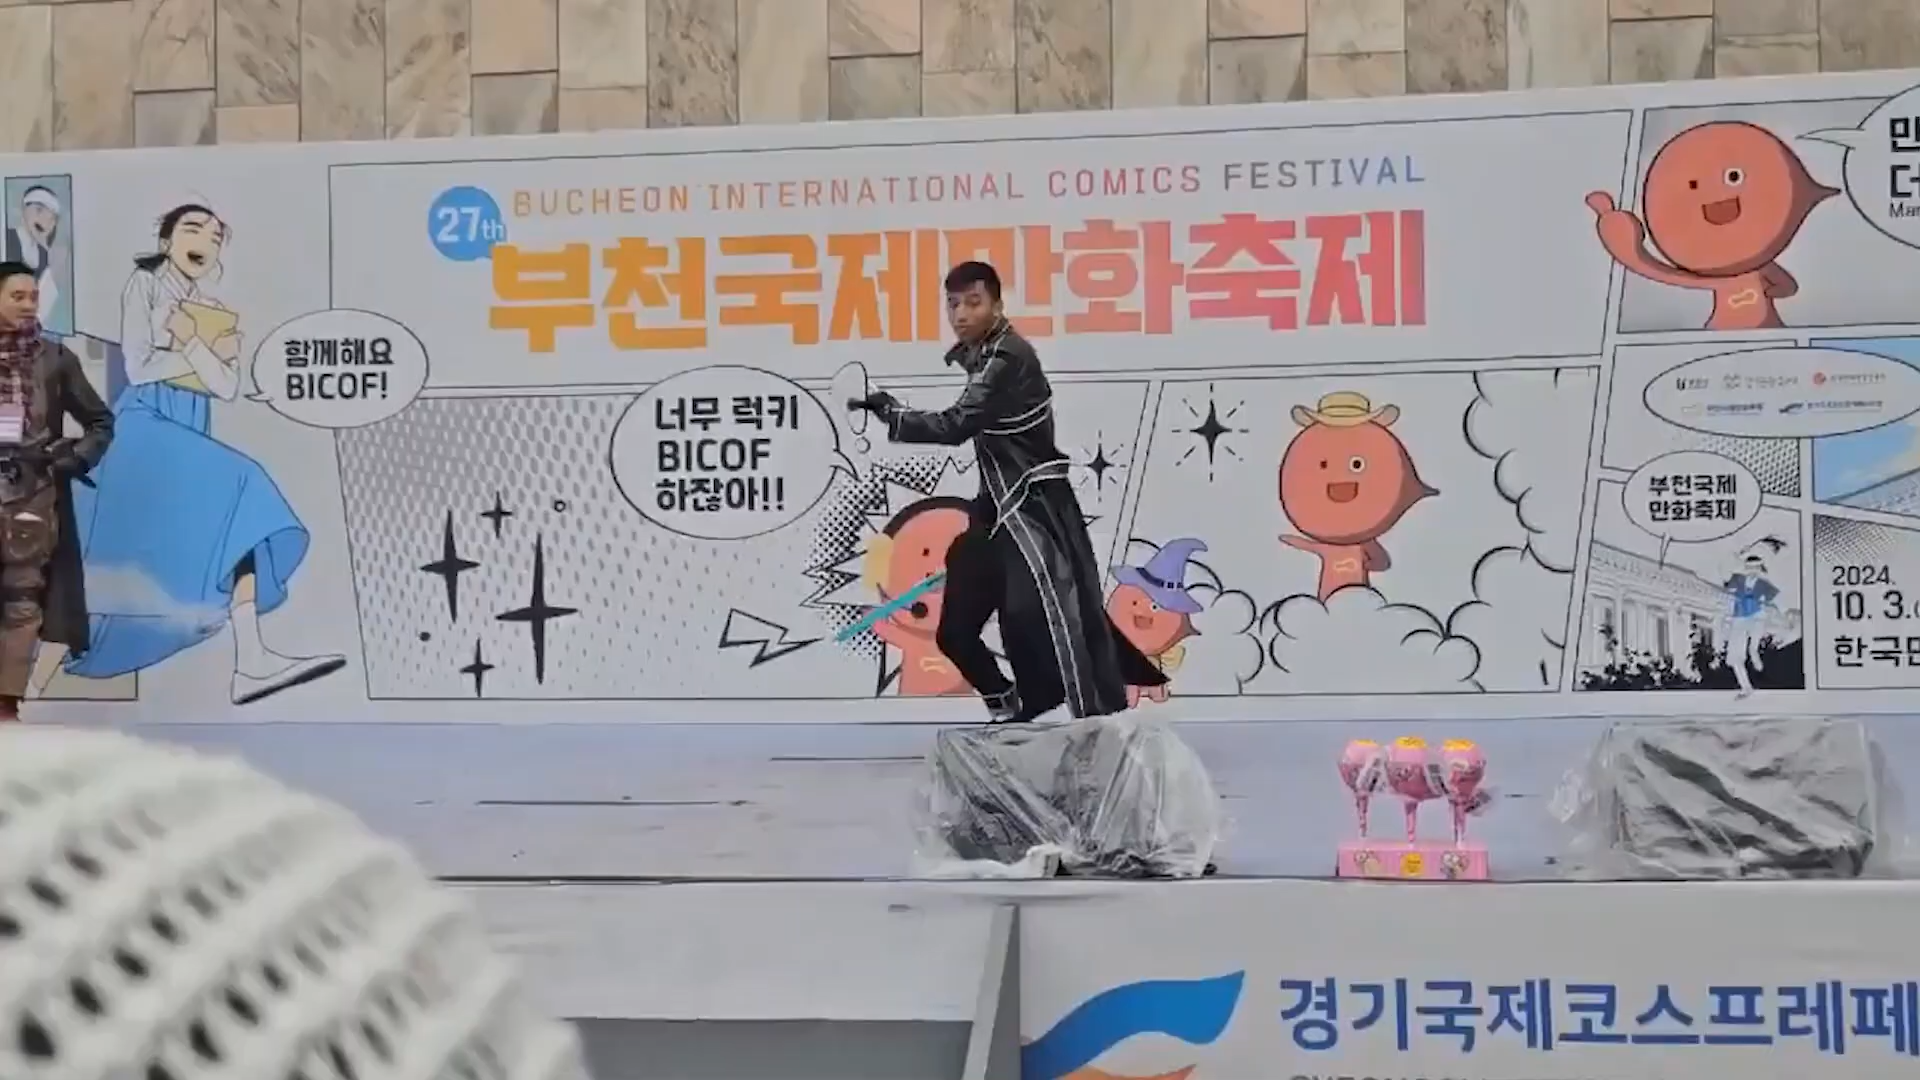 27th
BUCHEON INTERNATIONAL COMICS FESTIVAL
부천국제만화축제
함께해요
BICOF!
너무 럭키
BICOF
하잖아!!
부천국제
만화축제
2024.
10. 3.
경기국제코스프레페